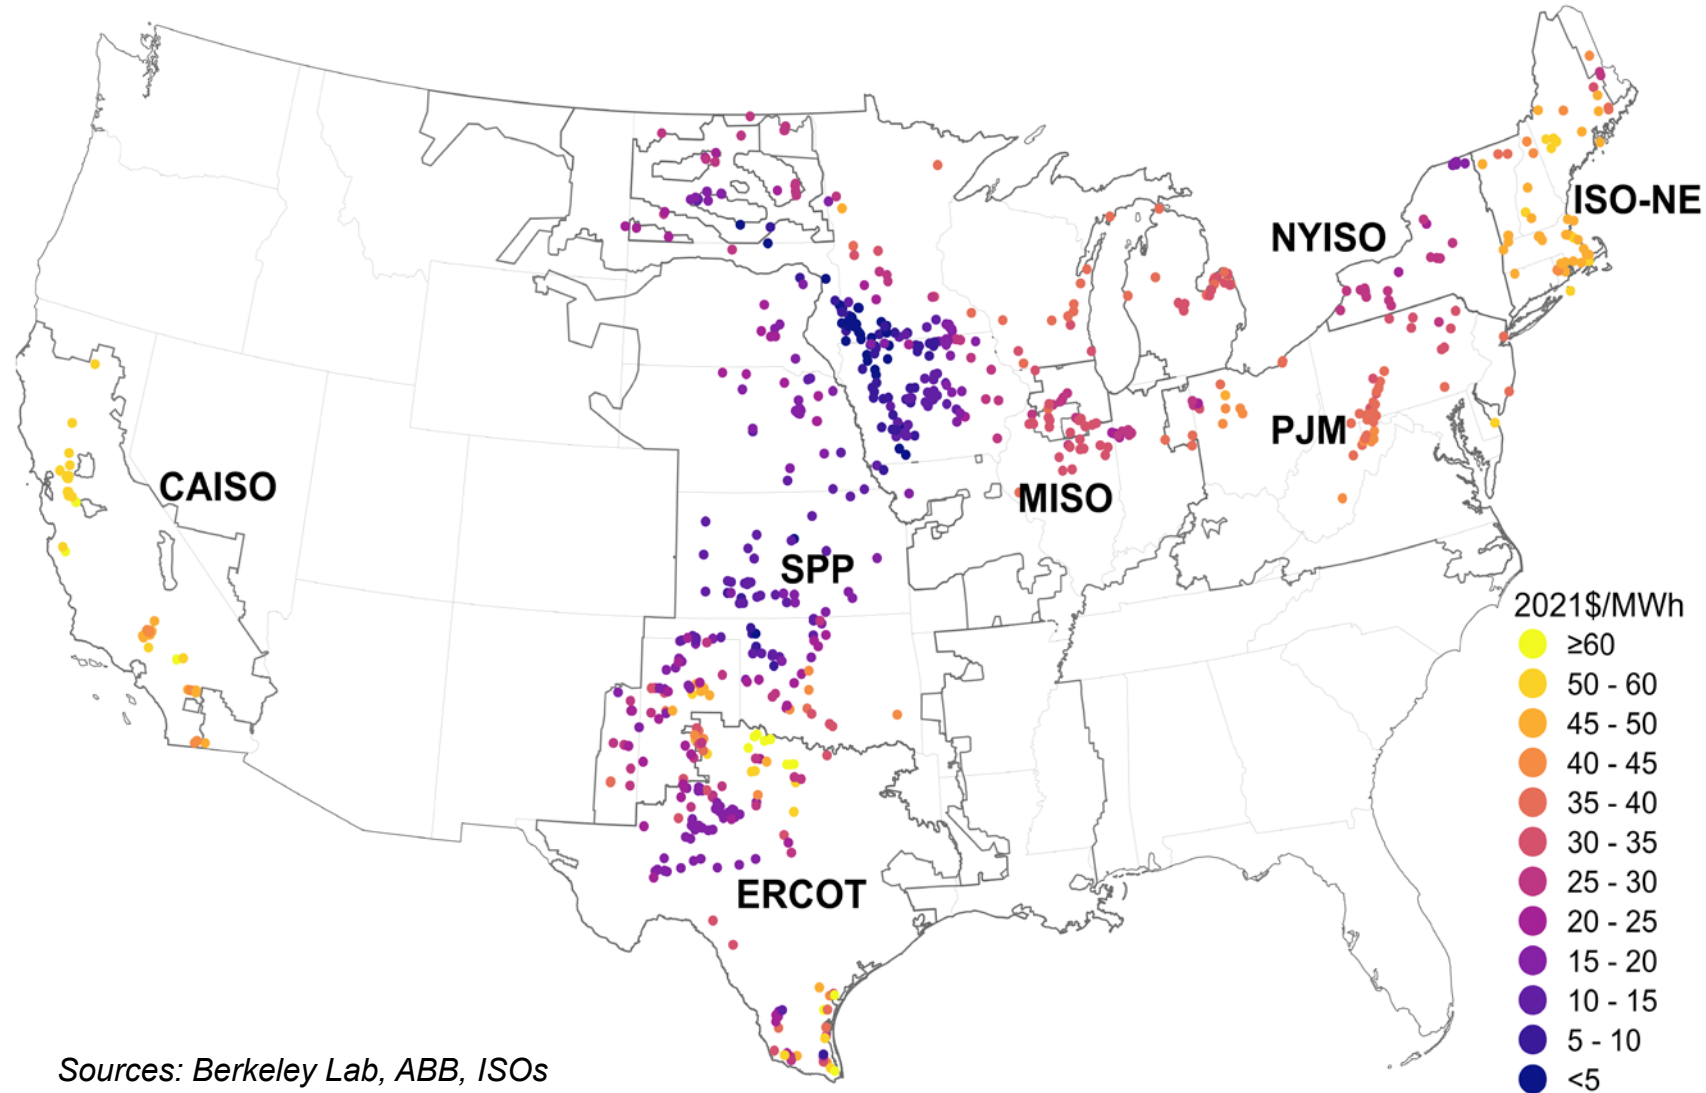 ISO-NE
NYISO
PJM
CAISO
MISO
SPP
ERCOT
2021$/MWh
≥60
50 - 60
45 - 50
40 - 45
35 - 40
30 - 35
25 - 30
20 - 25
15 - 20
10 - 15
5 - 10
<5
Sources: Berkeley Lab, ABB, ISOs